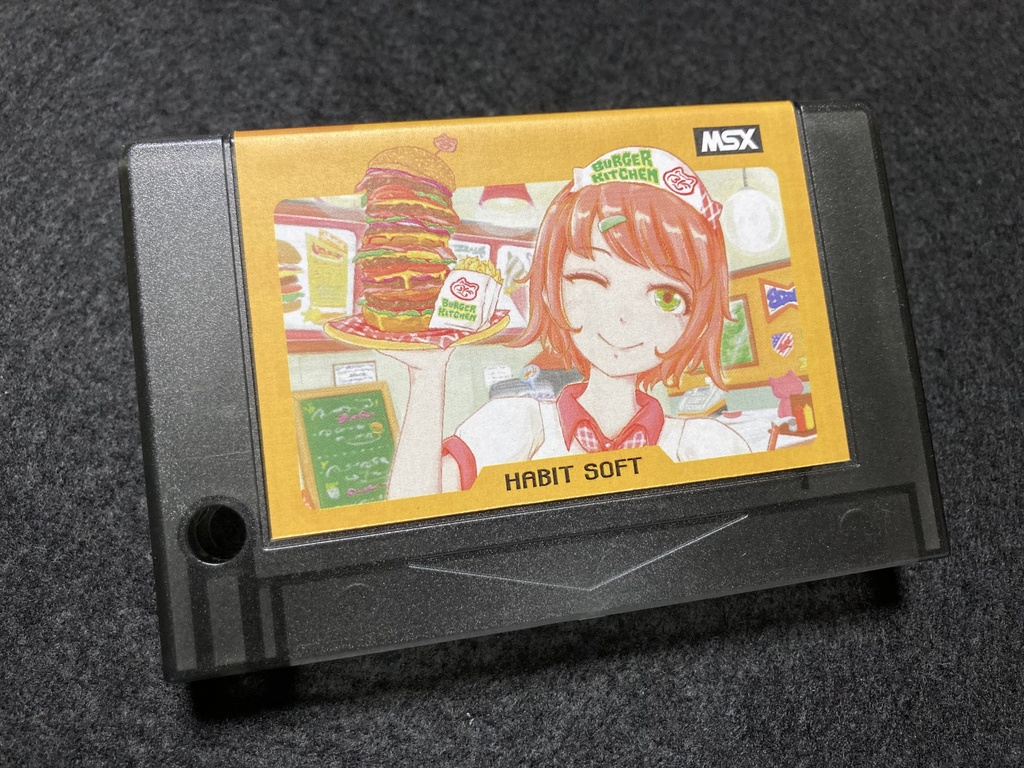 MSX
BURGER
KITCHEN
BURGER
KITCHEN
HABIT SOFT